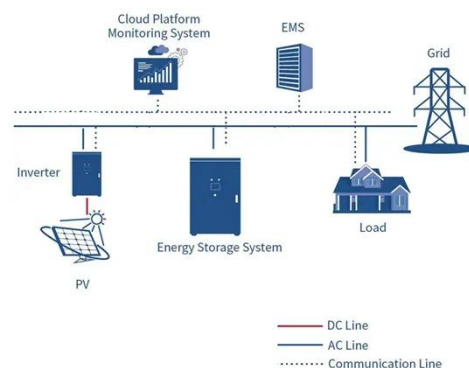 Cloud Platform
Monitoring System
EMS
Grid
Inverter
Energy Storage System
Load
PV
DC Line
AC Line
Communication Line